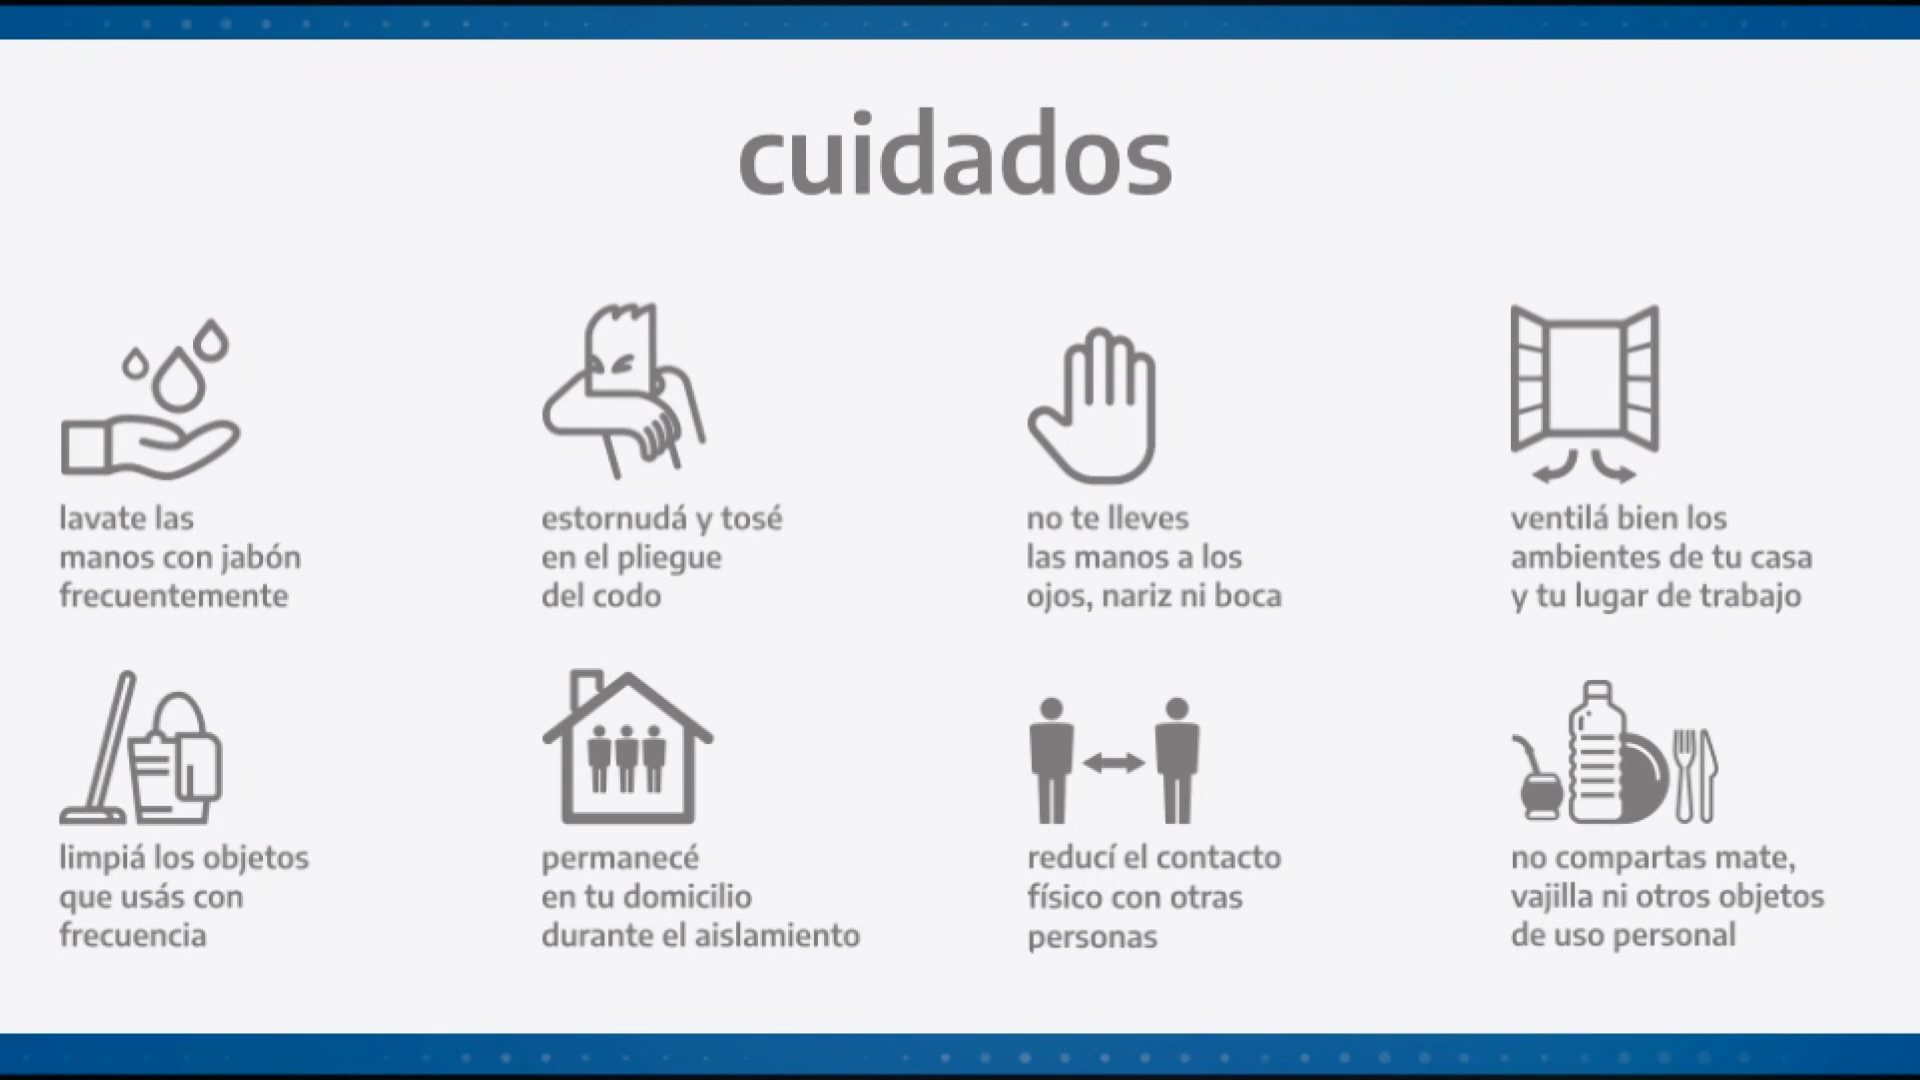 cuidados
lavate las
manos con jabón
frecuentemente
estornudá y tosé
en el pliegue
del codo
no te lleves
las manos a los
ojos, nariz ni boca
ventilá bien los
ambientes de tu casa
y tu lugar de trabajo
limpiá los objetos
que usás con
frecuencia
permanecé
en tu domicilio
durante el aislamiento
reducí el contacto
físico con otras
personas
no compartas mate,
vajilla ni otros objetos
de uso personal